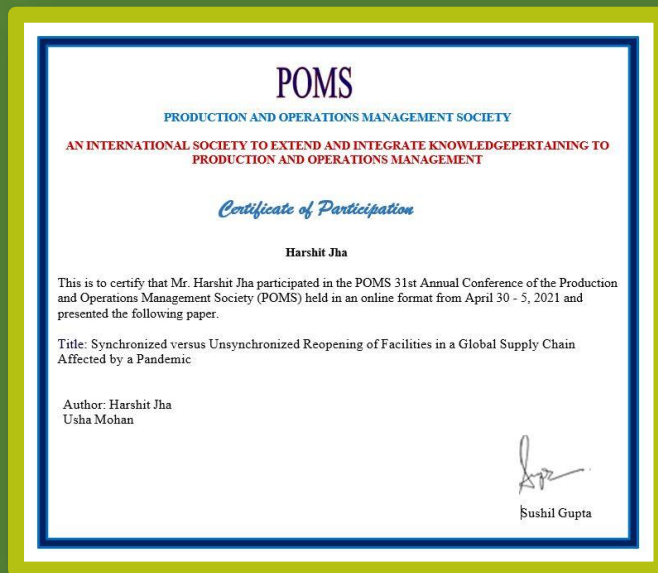 POMS
PRODUCTION AND OPERATIONS MANAGEMENT SOCIETY
AN INTERNATIONAL SOCIETY TO EXTEND AND INTEGRATE KNOWLEDGEPERTAINING TO
PRODUCTION AND OPERATIONS MANAGEMENT
Certificate of Participation
Harshit Jha
This is to certify that Mr. Harshit Jha participated in the POMS 31st Annual Conference of the Production
and Operations Management Society (POMS) held in an online format from April 30 - 5, 2021 and
presented the following paper.
Title: Synchronized versus Unsynchronized Reopening of Facilities in a Global Supply Chain
Affected by a Pandemic
Author: Harshit Jha
Usha Mohan
Sushil Gupta